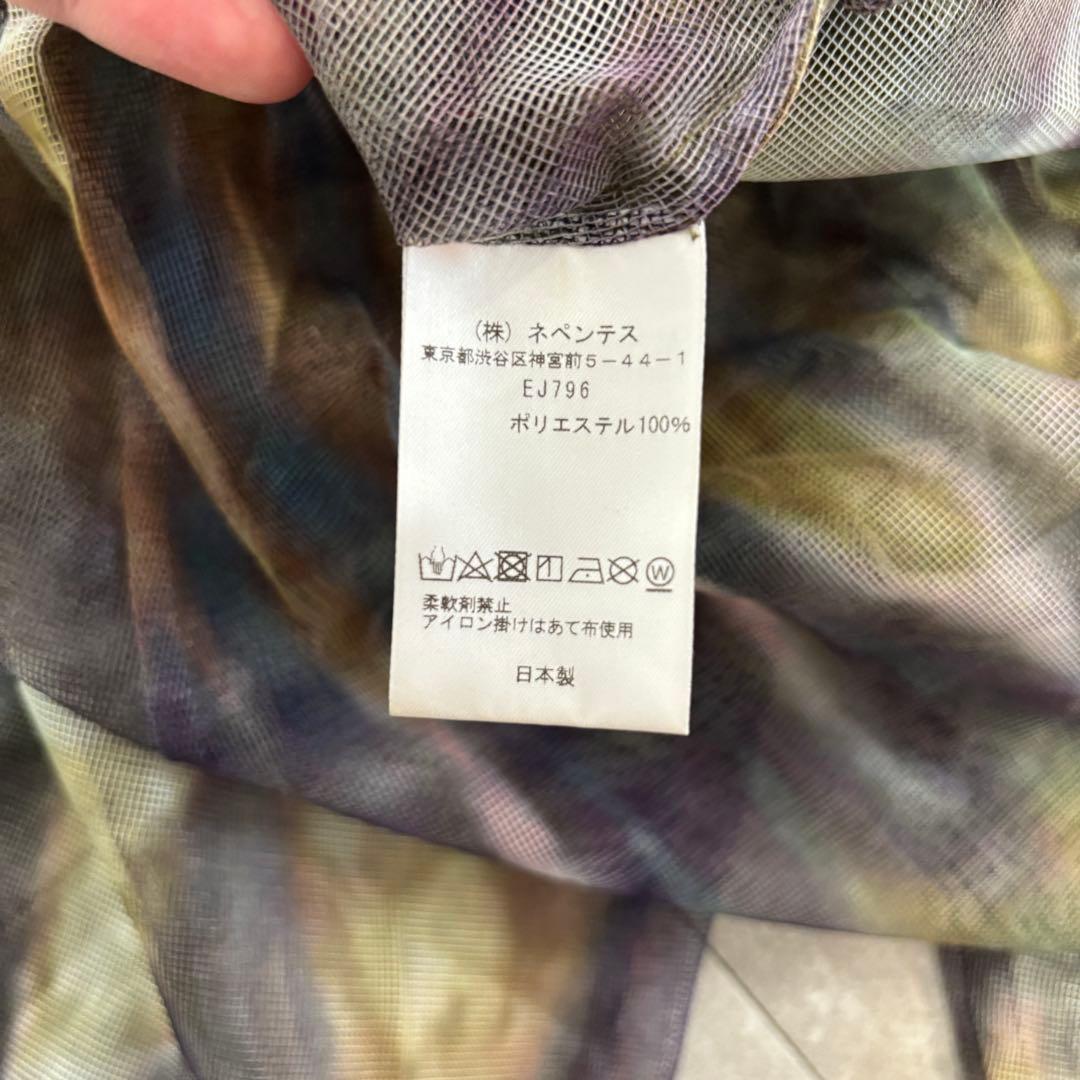 (株) ネペンテス
東京都渋谷区神宮前5-44-1
EJ796
ポリエステル100%
W
柔軟剤禁止
アイロン掛けはあて布使用
日本製